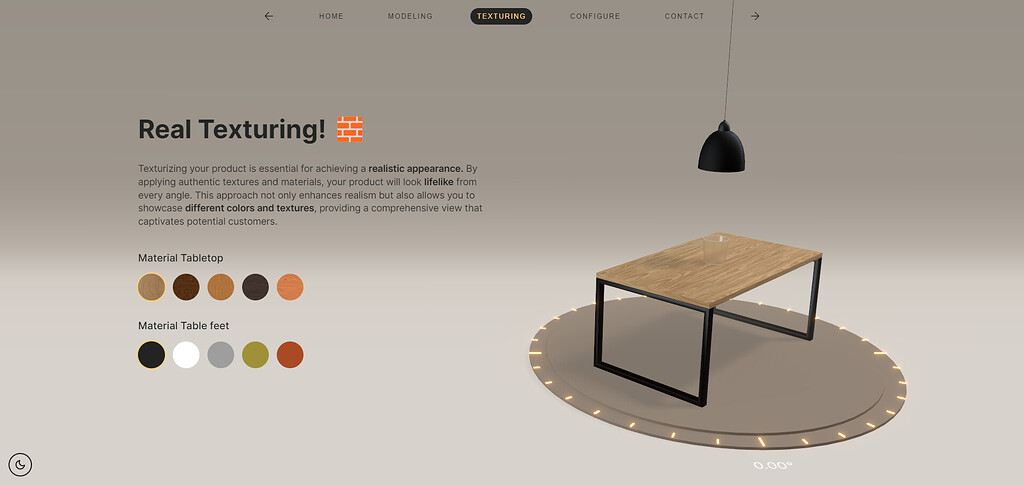 HOME MODELING TEXTURING CONFIGURE CONTACT
Real Texturing!
Texturizing your product is essential for achieving a realistic appearance. By
applying authentic textures and materials, your product will look lifelike from
every angle. This approach not only enhances realism but also allows you to
showcase different colors and textures, providing a comprehensive view that
captivates potential customers.
Material Tabletop
Material Table feet
0.00°